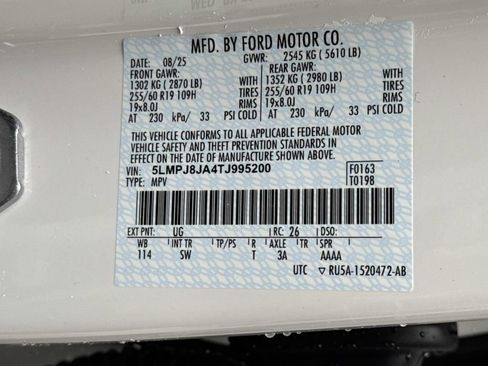 MFD. BY FORD MOTOR CO.
DATE: 08/25 GVWR: 2545 KG ( 5610 LB)
FRONT GAWR: REAR GAWR:
1302 KG ( 2870 LB) WITH 1352 KG ( 2980 LB) WITH
255/60 R19 109H TIRES 255/60 R19 109H TIRES
19x8.0J RIMS 19x8.0J RIMS
AT 230 kPa/ 33 PSI COLD AT 230 kPa/ 33 PSI COLD
THIS VEHICLE CONFORMS TO ALL APPLICABLE FEDERAL MOTOR
VEHICLE SAFETY AND THEFT PREVENTION STANDARDS IN
EFFECT ON THE DATE OF MANUFACTURE SHOWN ABOVE.
VIN: 5LMPJ8JA4TJ995200 F0163
TYPE: MPV T0198
EXT PNT: UG RC: 26 DSO:
WB INT TR TP/PS R AXLE TR SPR
114 SW T 3A AAAA
UTC RU5A-1520472-AB